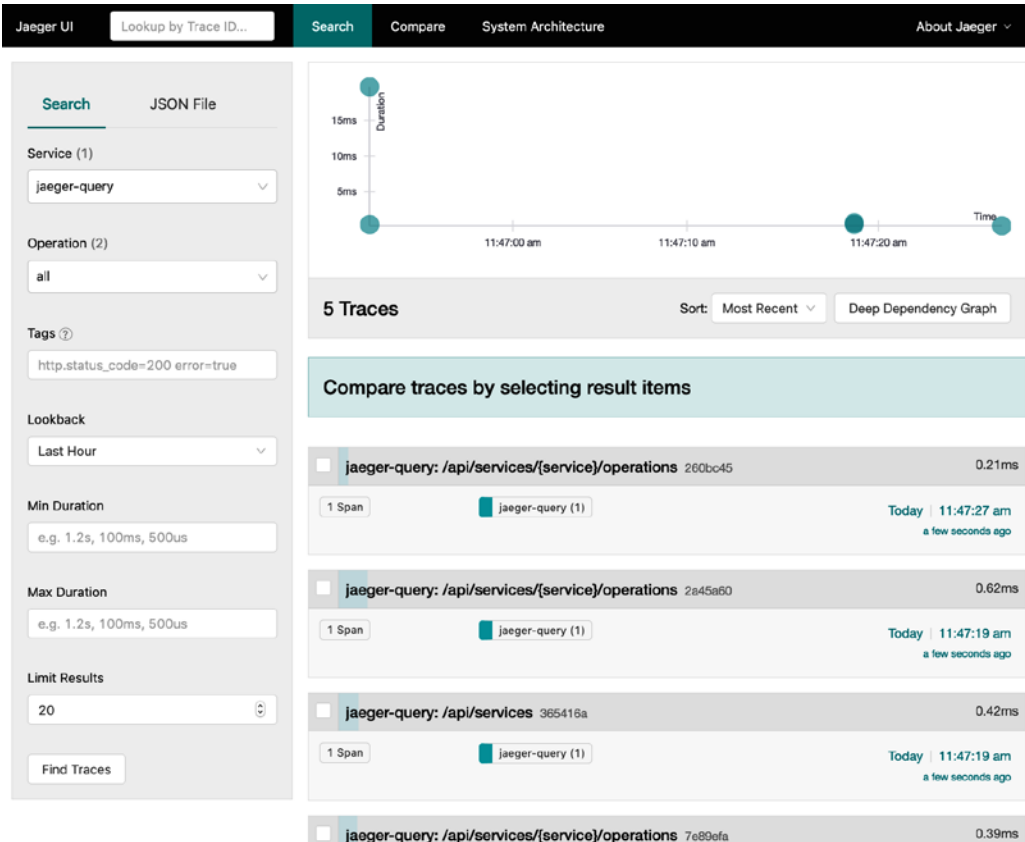 Jaeger UI Lookup by Trace ID... Search Compare System Architecture About Jaeger
Search JSON File
Service (1)
jaeger-query
Operation (2)
all
Tags ?
http.status_code=200 error=true
Lookback
Last Hour
Min Duration
e.g. 1.2s, 100ms, 500us
Max Duration
e.g. 1.2s, 100ms, 500us
Limit Results
20
Find Traces
Duration
15ms
10ms
5ms
Time
11:47:00 am 11:47:10 am 11:47:20 am
5 Traces Sort: Most Recent Deep Dependency Graph
Compare traces by selecting result items
jaeger-query: /api/services/{service}/operations 260bc45 0.21ms
1 Span jaeger-query (1) Today | 11:47:27 am
a few seconds ago
jaeger-query: /api/services/{service}/operations 2a45a60 0.62ms
1 Span jaeger-query (1) Today | 11:47:19 am
a few seconds ago
jaeger-query: /api/services 365416a 0.42ms
1 Span jaeger-query (1) Today | 11:47:19 am
a few seconds ago
jaeger-query: /api/services/{service}/operations 7e89efa 0.39ms